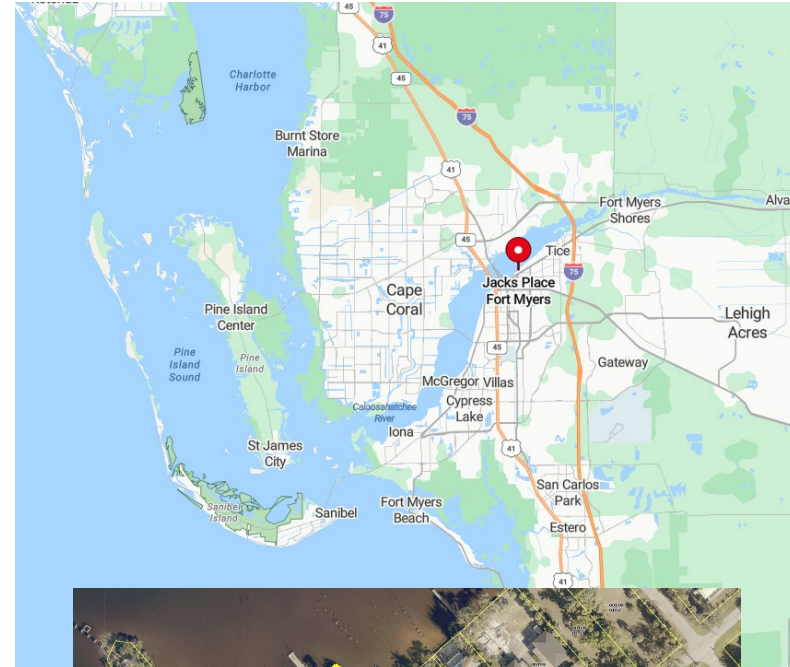 45
75
41
45
Charlotte
Harbor
75
Burnt Store
Marina
41
Fort Myers
Shores
Alva
45
Tice
75
Jacks Place
Fort Myers
Cape
Coral
Pine Island
Center
Lehigh
Acres
Pine
Island
Sound
Pine
Island
45
Gateway
McGregor
Villas
Cypress
Lake
Caloosahatchee
River
Iona
St James
City
41
San Carlos
Park
Sanibel
Island
Sanibel
Fort Myers
Beach
Estero
41